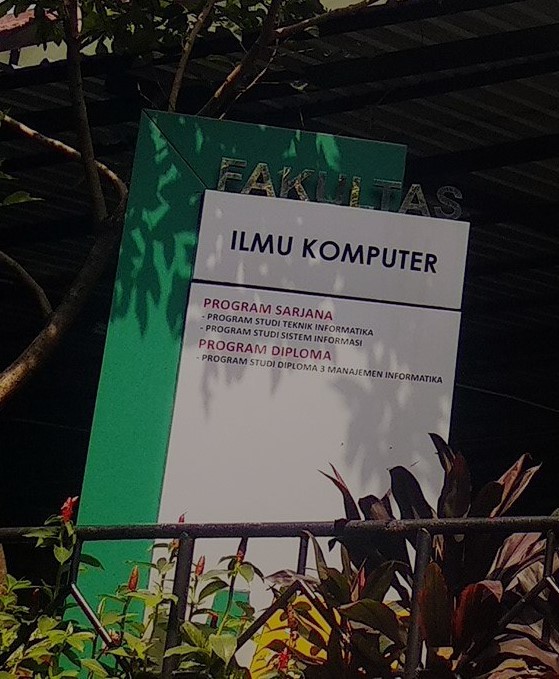 FAKULTAS
ILMU KOMPUTER
PROGRAM SARJANA
- PROGRAM STUDI TEKNIK INFORMATIKA
- PROGRAM STUDI SISTEM INFORMASI
PROGRAM DIPLOMA
- PROGRAM STUDI DIPLOMA 3 MANAJEMEN INFORMATIKA